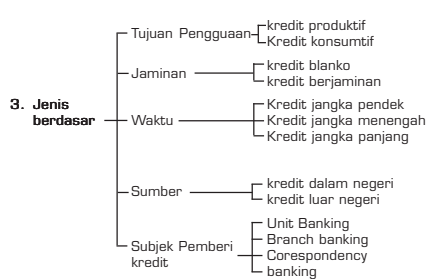 kredit produktif
Tujuan Pengguaan
Kredit konsumtif
kredit blanko
Jaminan
kredit berjaminan
3. Jenis
berdasar
Kredit jangka pendek
Waktu
Kredit jangka menengah
Kredit jangka panjang
kredit dalam negeri
Sumber
kredit luar negeri
Unit Banking
Subjek Pemberi
kredit
Branch banking
Corespondency
banking